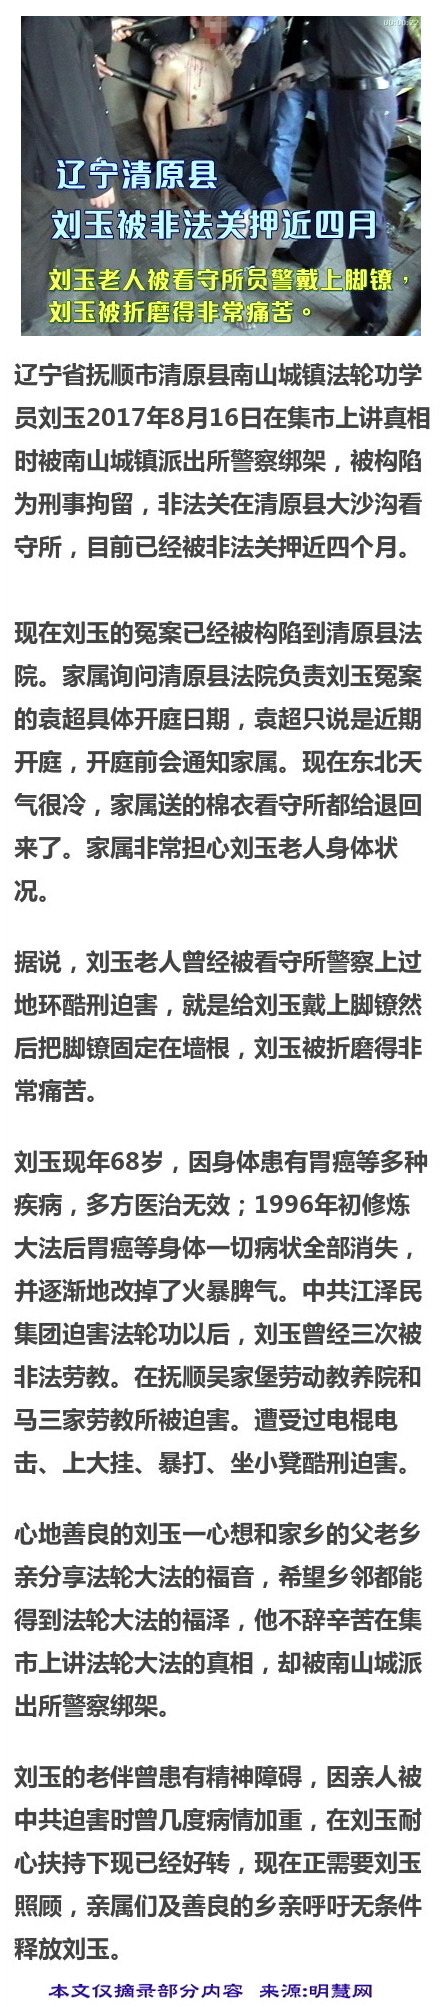 00:00:22
辽宁清原县
刘玉被非法关押近四月
刘玉老人被看守所员警戴上脚镣，
刘玉被折磨得非常痛苦。
辽宁省抚顺市清原县南山城镇法轮功学
员刘玉2017年8月16日在集市上讲真相
时被南山城镇派出所警察绑架，被构陷
为刑事拘留，非法关在清原县大沙沟看
守所，目前已经被非法关押近四个月。
现在刘玉的冤案已经被构陷到清原县法
院。家属询问清原县法院负责刘玉冤案
的袁超具体开庭日期，袁超只说是近期
开庭，开庭前会通知家属。现在东北天
气很冷，家属送的棉衣看守所都给退回
来了。家属非常担心刘玉老人身体状
况。
据说，刘玉老人曾经被看守所警察上过
地环酷刑迫害，就是给刘玉戴上脚镣然
后把脚镣固定在墙根，刘玉被折磨得非
常痛苦。
刘玉现年68岁，因身体患有胃癌等多种
疾病，多方医治无效；1996年初修炼
大法后胃癌等身体一切病状全部消失，
并逐渐地改掉了火暴脾气。中共江泽民
集团迫害法轮功以后，刘玉曾经三次被
非法劳教。在抚顺吴家堡劳动教养院和
马三家劳教所被迫害。遭受过电棍电
击、上大挂、暴打、坐小凳酷刑迫害。
心地善良的刘玉一心想和家乡的父老乡
亲分享法轮大法的福音，希望乡邻都能
得到法轮大法的福泽，他不辞辛苦在集
市上讲法轮大法的真相，却被南山城派
出所警察绑架。
刘玉的老伴曾患有精神障碍，因亲人被
中共迫害时曾几度病情加重，在刘玉耐
心扶持下现已经好转，现在正需要刘玉
照顾，亲属们及善良的乡亲呼吁无条件
释放刘玉。
本文仅摘录部分内容 来源:明慧网